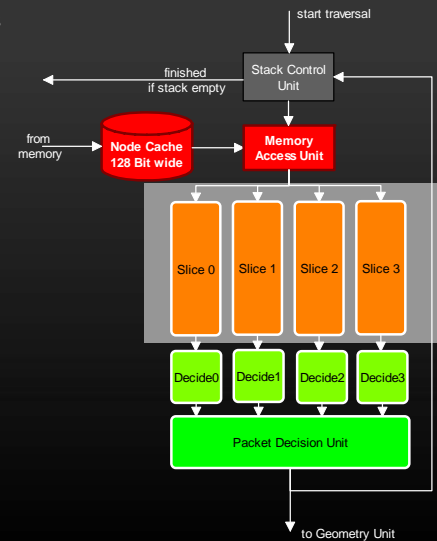 start traversal
finished
if stack empty
Stack Control
Unit
from
memory
Node Cache
128 Bit wide
Memory
Access Unit
Slice 0
Slice 1
Slice 2
Slice 3
Decide0
Decide1
Decide2
Decide3
Packet Decision Unit
to Geometry Unit